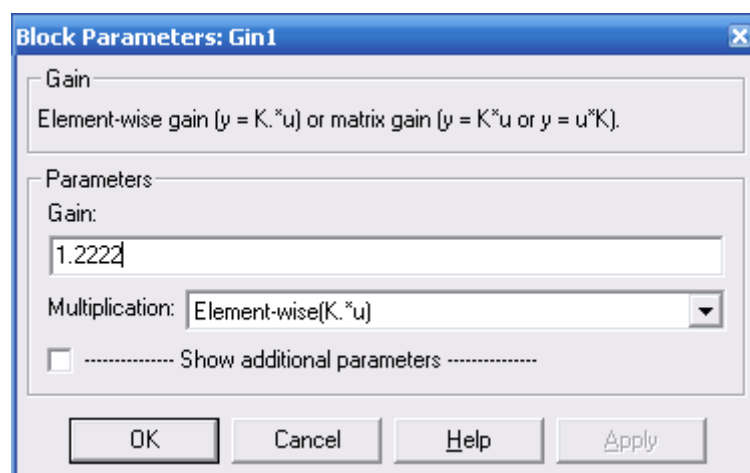 Block Parameters: Gin1
Gain
Element-wise gain (y = K.*u) or matrix gain (y = K*u or y = u*K).
Parameters
Gain:
1.2222
Multiplication: Element-wise(K.*u)
--------------- Show additional parameters ---------------
OK Cancel Help Apply